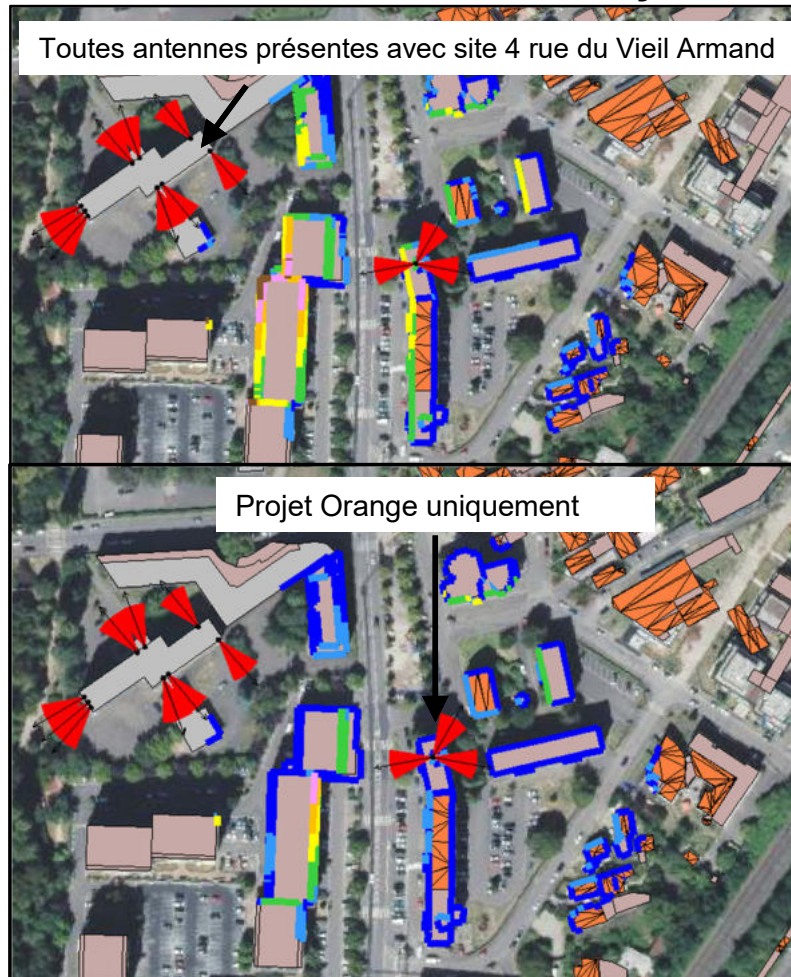 Toutes antennes présentes avec site 4 rue du Vieil Armand
Projet Orange uniquement